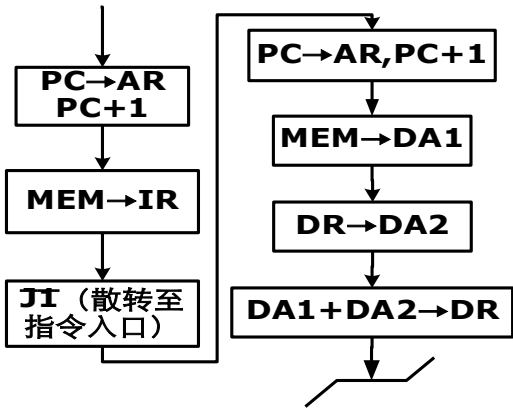 PC→AR
PC+1
MEM→IR
J1（散转至
指令入口）
PC→AR,PC+1
MEM→DA1
DR→DA2
DA1+DA2→DR